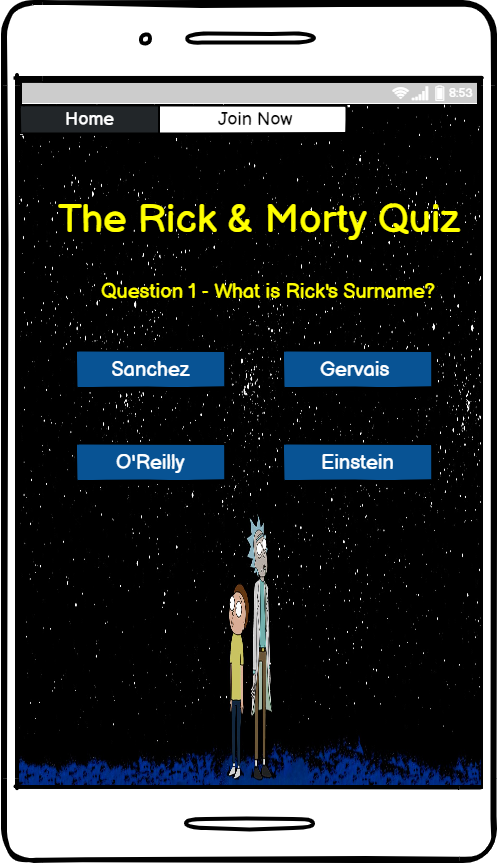 8:53
Home Join Now
The Rick & Morty Quiz
Question 1 - What is Rick's Surname?
Sanchez Gervais
O'Reilly Einstein